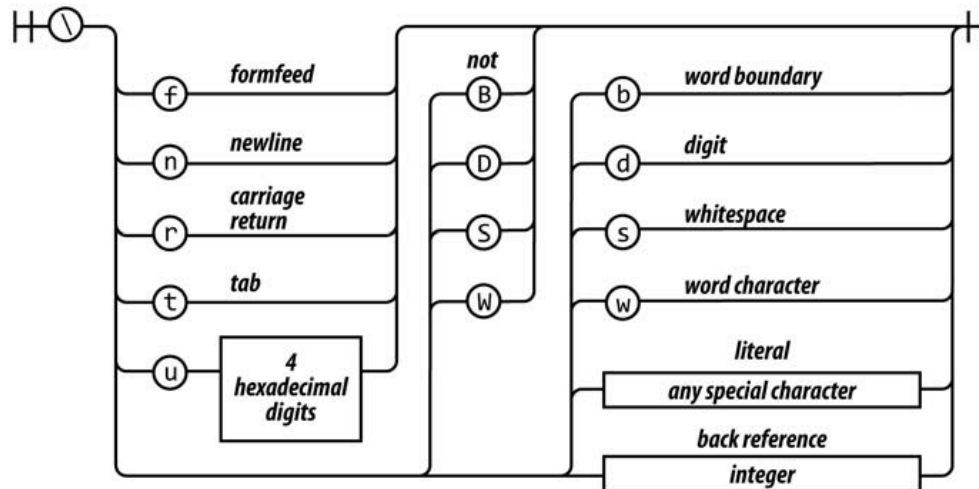 \
not
f formfeed B b word boundary
n newline D d digit
r carriage return S s whitespace
t tab W w word character
u 4 hexadecimal digits
literal
any special character
back reference
integer